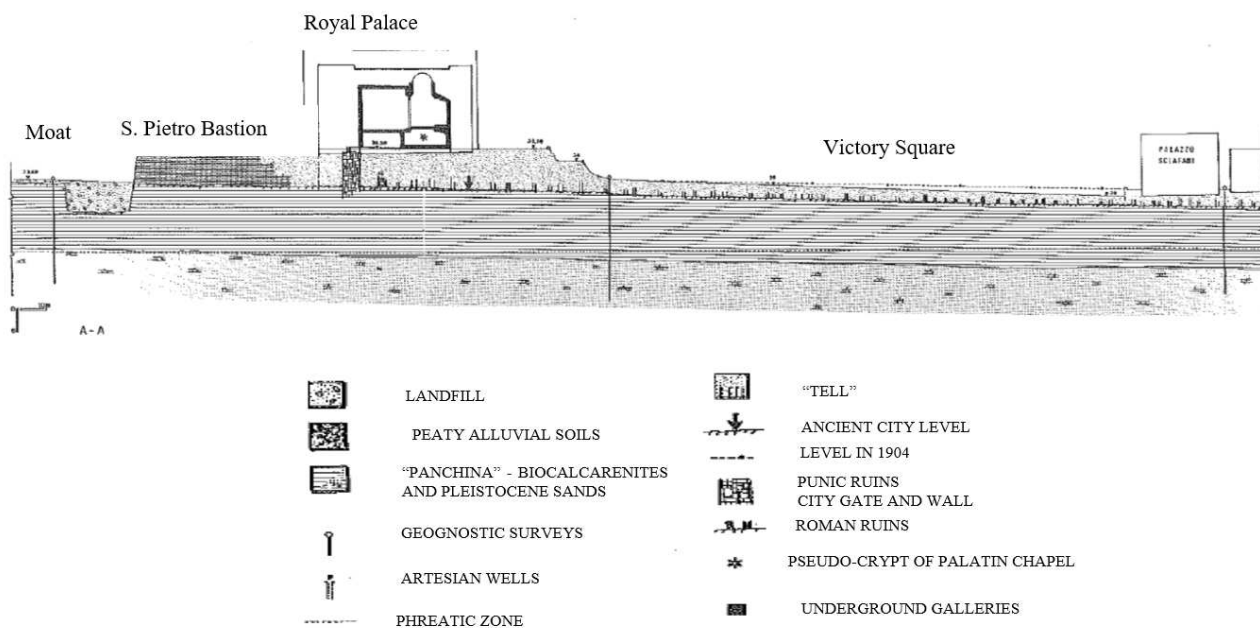 Royal Palace
Moat
S. Pietro Bastion
Victory Square
PALAZZO
SCLAFANI
A-A
LANDFILL
PEATY ALLUVIAL SOILS
“PANCHINA” - BIOCALCARENITES
AND PLEISTOCENE SANDS
GEOGNOSTIC SURVEYS
ARTESIAN WELLS
PHREATIC ZONE
“TELL”
ANCIENT CITY LEVEL
LEVEL IN 1904
PUNIC RUINS
CITY GATE AND WALL
ROMAN RUINS
PSEUDO-CRYPT OF PALATIN CHAPEL
UNDERGROUND GALLERIES